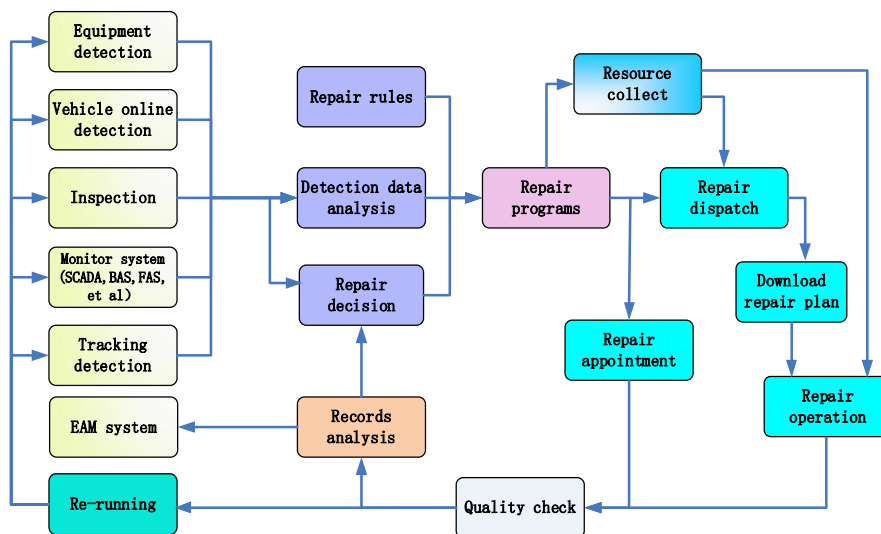 Equipment
detection
Vehicle online
detection
Inspection
Monitor system
(SCADA,BAS,FAS,
et al)
Tracking
detection
EAM system
Re-running
Repair rules
Detection data
analysis
Repair
decision
Records
analysis
Repair
programs
Resource
collect
Repair
dispatch
Download
repair plan
Repair
appointment
Repair
operation
Quality check